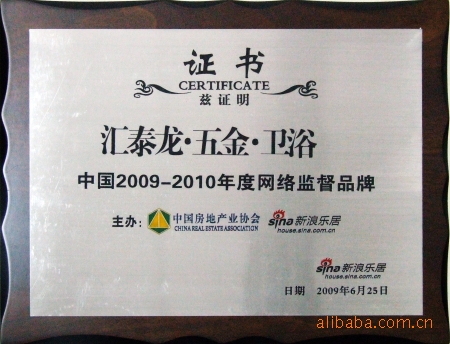 证书
CERTIFICATE
兹证明
汇泰龙·五金·卫浴
中国2009-2010年度网络监督品牌
主办: 中国房地产业协会 sina新浪乐居
CHINA REAL ESTATE ASSOCIATION house.sina.com.cn
sina新浪乐居
house.sina.com.cn
日期 2009年6月25日
alibaba.com.cn